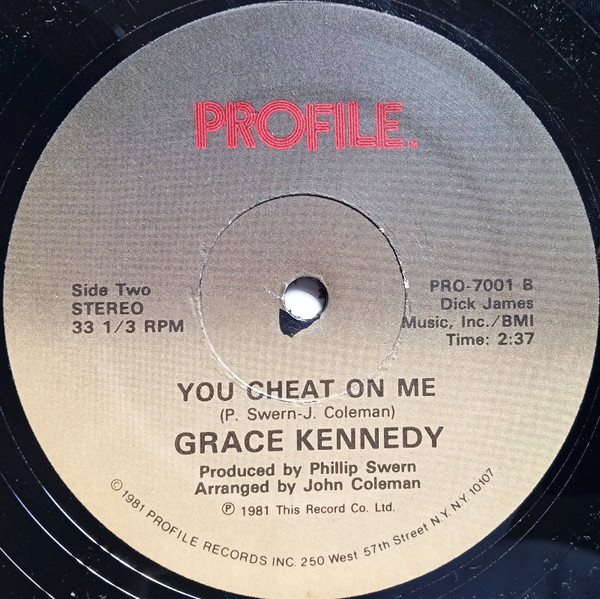 PROFILE TM
Side Two
STEREO
33 1/3 RPM
PRO-7001 B
Dick James
Music, Inc./BMI
Time: 2:37
YOU CHEAT ON ME
(P. Swern-J. Coleman)
GRACE KENNEDY
Produced by Phillip Swern
Arranged by John Coleman
℗ 1981 This Record Co. Ltd.
© 1981 PROFILE RECORDS INC. 250 West 57th Street N.Y. N.Y. 10107